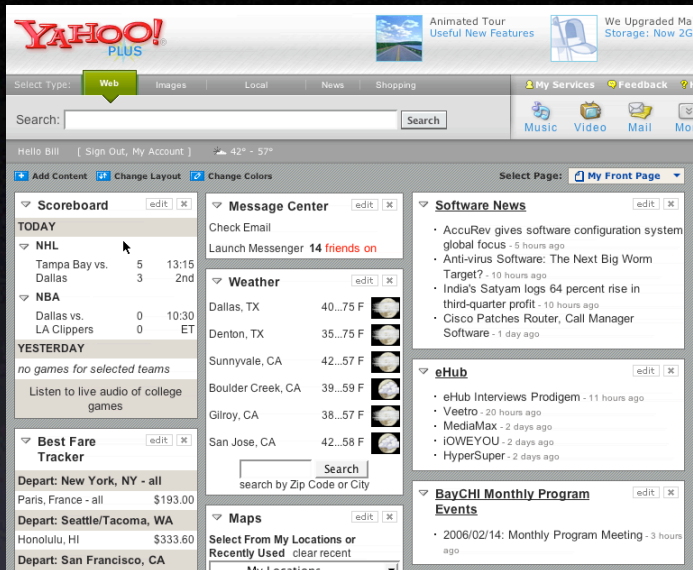 YAHOO!
PLUS
Animated Tour
Useful New Features
We Upgraded Ma
Storage: Now 2G
Select Type:
Web
Images
Local
News
Shopping
My Services
Feedback
Search:
Search
Music
Video
Mail
Mo
Hello Bill
[ Sign Out, My Account ]
42° - 57°
Add Content
Change Layout
Change Colors
Select Page:
My Front Page
Scoreboard
edit
TODAY
NHL
Tampa Bay vs. 5 13:15
Dallas 3 2nd
NBA
Dallas vs. 0 10:30
LA Clippers 0 ET
YESTERDAY
no games for selected teams
Listen to live audio of college
games
Best Fare
Tracker
edit
Depart: New York, NY - all
Paris, France - all $193.00
Depart: Seattle/Tacoma, WA
Honolulu, HI $333.60
Depart: San Francisco, CA
Message Center
edit
Check Email
Launch Messenger 14 friends on
Weather
edit
Dallas, TX 40...75 F
Denton, TX 35...75 F
Sunnyvale, CA 42...57 F
Boulder Creek, CA 39...59 F
Gilroy, CA 38...57 F
San Jose, CA 42...58 F
Search
search by Zip Code or City
Maps
edit
Select From My Locations or
Recently Used clear recent
My Locations
Software News
edit
· AccuRev gives software configuration system
global focus - 5 hours ago
· Anti-virus Software: The Next Big Worm
Target? - 10 hours ago
· India's Satyam logs 64 percent rise in
third-quarter profit - 10 hours ago
· Cisco Patches Router, Call Manager
Software - 1 day ago
eHub
edit
· eHub Interviews Prodigem - 11 hours ago
· Veetro - 20 hours ago
· MediaMax - 2 days ago
· iOWEYOU - 2 days ago
· HyperSuper - 2 days ago
BayCHI Monthly Program
Events
edit
· 2006/02/14: Monthly Program Meeting - 3 hours
ago